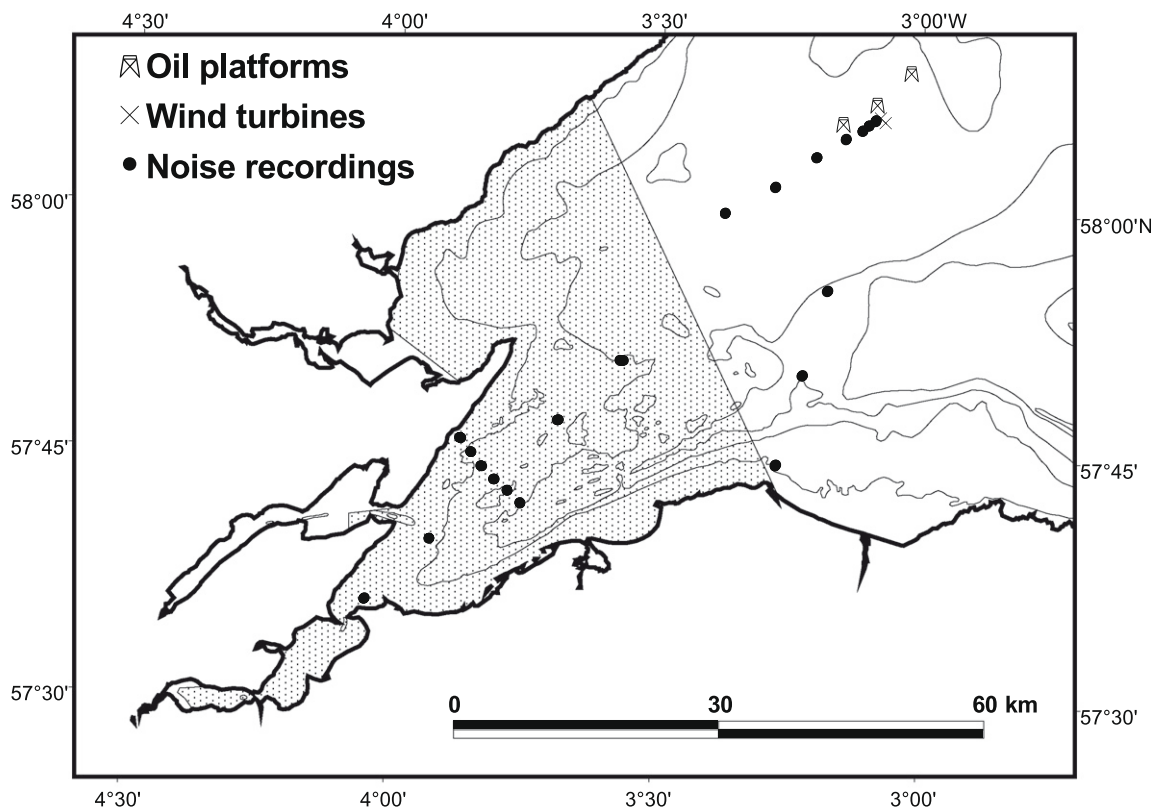 4°30' 4°00' 3°30' 3°00'W
Oil platforms
Wind turbines
Noise recordings
58°00' 58°00'N
57°45' 57°45'
57°30' 57°30'
0 30 60 km
4°30' 4°00' 3°30' 3°00'